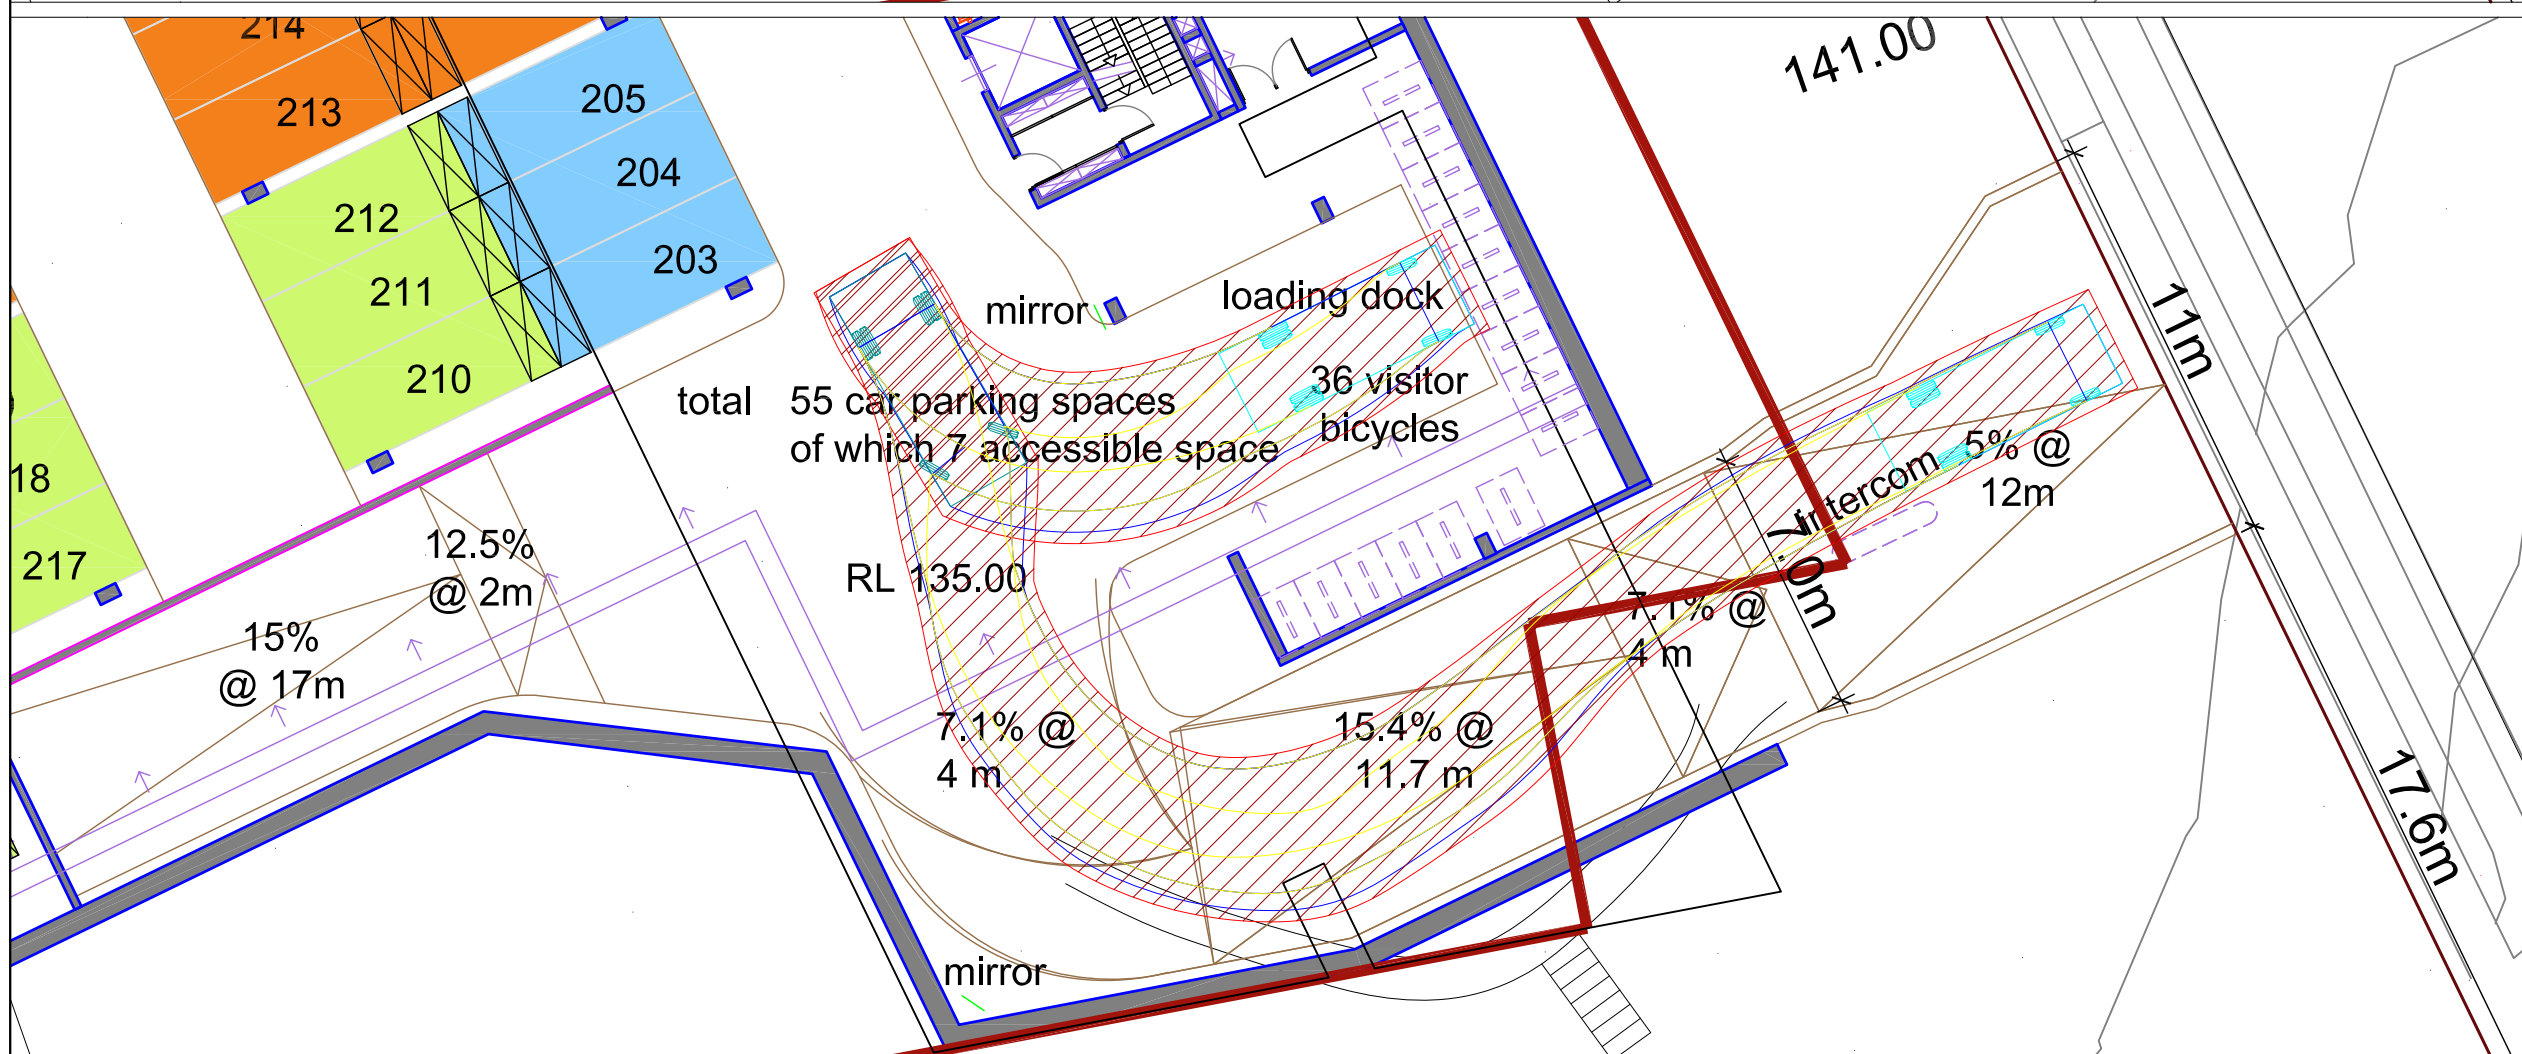 214
141.00
213
205
204
212
203
211
mirror
loading dock
11m
210
total 55 car parking spaces
of which 7 accessible space
36 visitor
bicycles
5% @
12m
intercom
18
217
12.5%
@ 2m
RL 135.00
7.0m
7.1% @
4 m
15%
@ 17m
7.1% @
4 m
15.4% @
11.7 m
17.6m
mirror